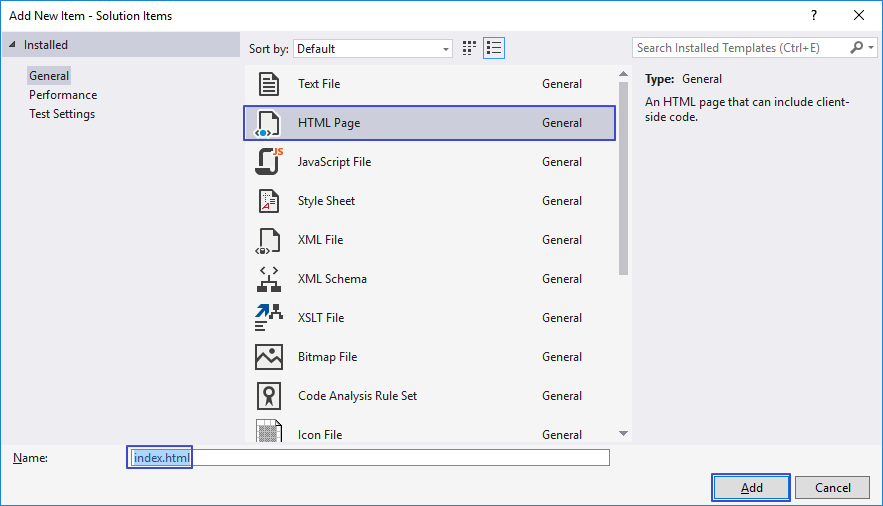 Add New Item - Solution Items
?
Installed
General
Performance
Test Settings
Sort by: Default
Search Installed Templates (Ctrl+E)
Text File General
HTML Page General
JS
JavaScript File General
Style Sheet General
XML File General
XML Schema General
XSLT File General
Bitmap File General
Code Analysis Rule Set General
Icon File General
Type: General
An HTML page that can include client-
side code.
Name: index.html
Add Cancel